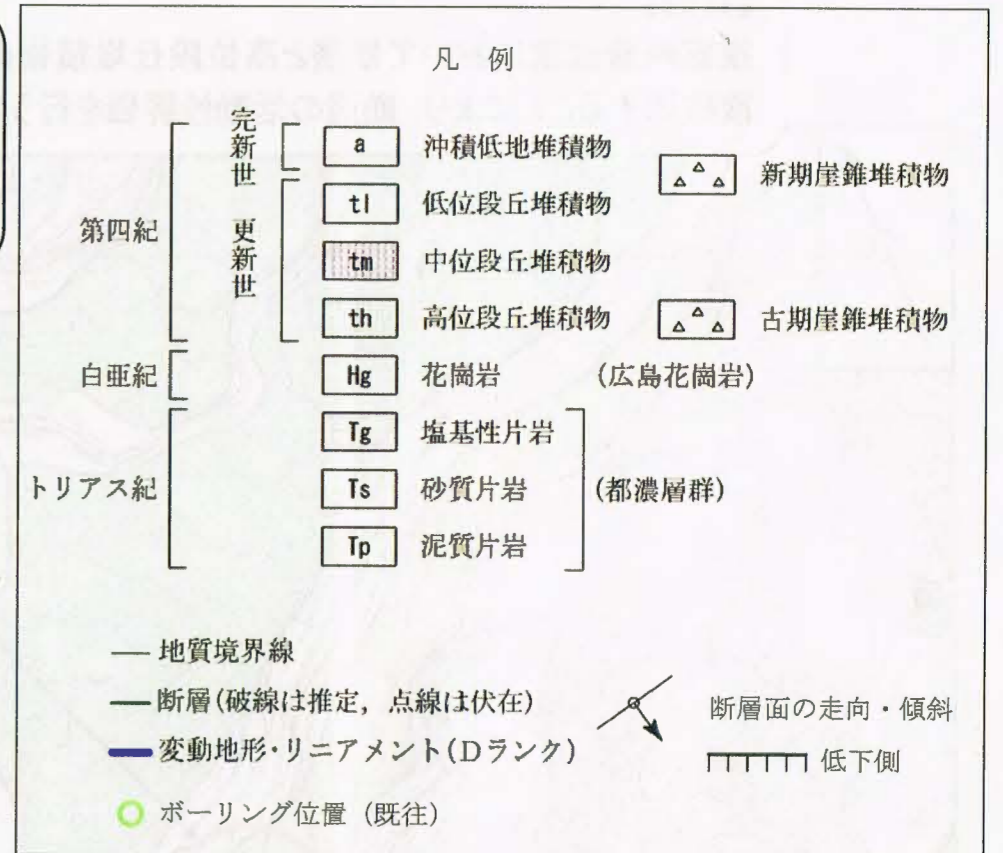 凡例
完新世
a 沖積低地堆積物
新期崖錐堆積物
第四紀
更新世
tl 低位段丘堆積物
tm 中位段丘堆積物
th 高位段丘堆積物
古期崖錐堆積物
白亜紀
Hg 花崗岩 (広島花崗岩)
トリアス紀
Tg 塩基性片岩
Ts 砂質片岩 (都濃層群)
Tp 泥質片岩
地質境界線
断層(破線は推定，点線は伏在)
断層面の走向・傾斜
変動地形・リニアメント(Dランク)
低下側
ボーリング位置 (既往)